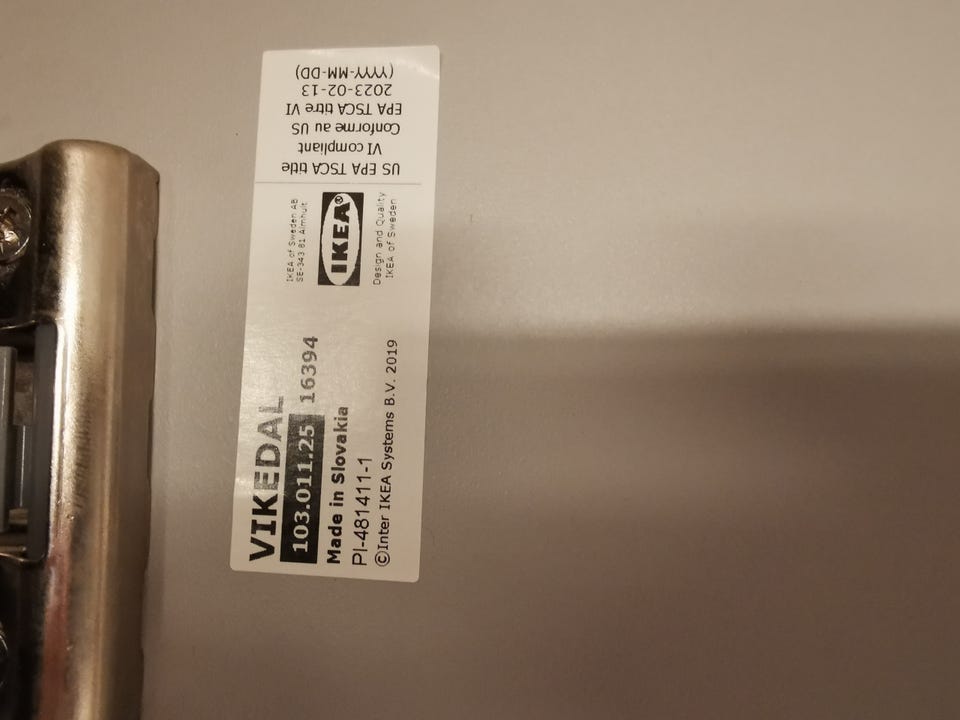 VIKEDAL
103.011.25 16394
Made in Slovakia
PI-481411-1
©Inter IKEA Systems B.V. 2019
IKEA of Sweden AB
SE-343 81 Älmhult
IKEA®
Design and Quality
IKEA of Sweden
US EPA TSCA title
VI compliant
Conforme au US
EPA TSCA titre VI
2023-02-13
(YYYY-MM-DD)